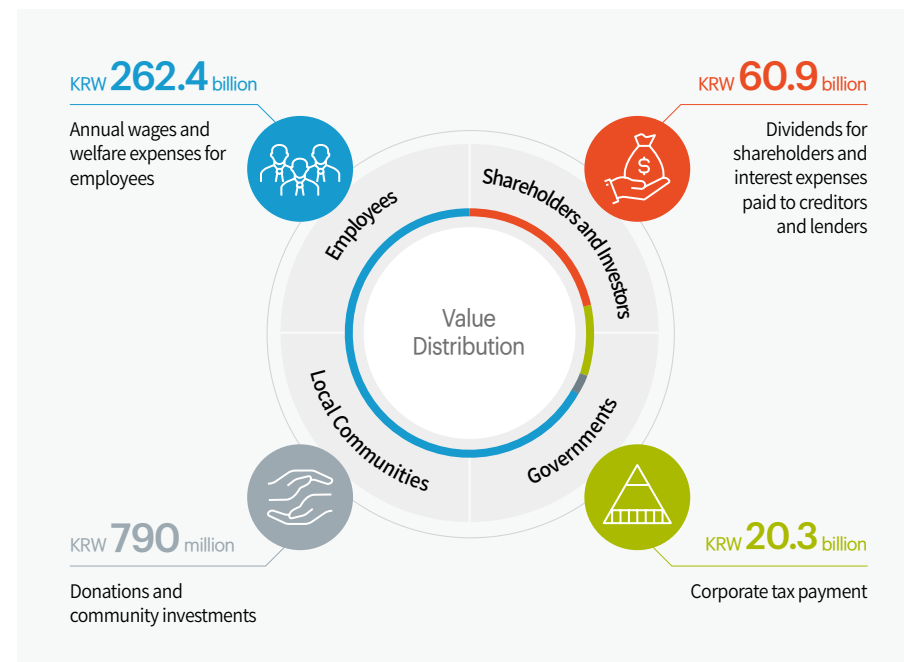 KRW 262.4 billion
Annual wages and
welfare expenses for
employees
KRW 60.9 billion
Dividends for
shareholders and
interest expenses
paid to creditors
and lenders
Employees
Shareholders and Investors
$
Value
Distribution
Local Communities
Governments
KRW 790 million
Donations and
community investments
KRW 20.3 billion
Corporate tax payment